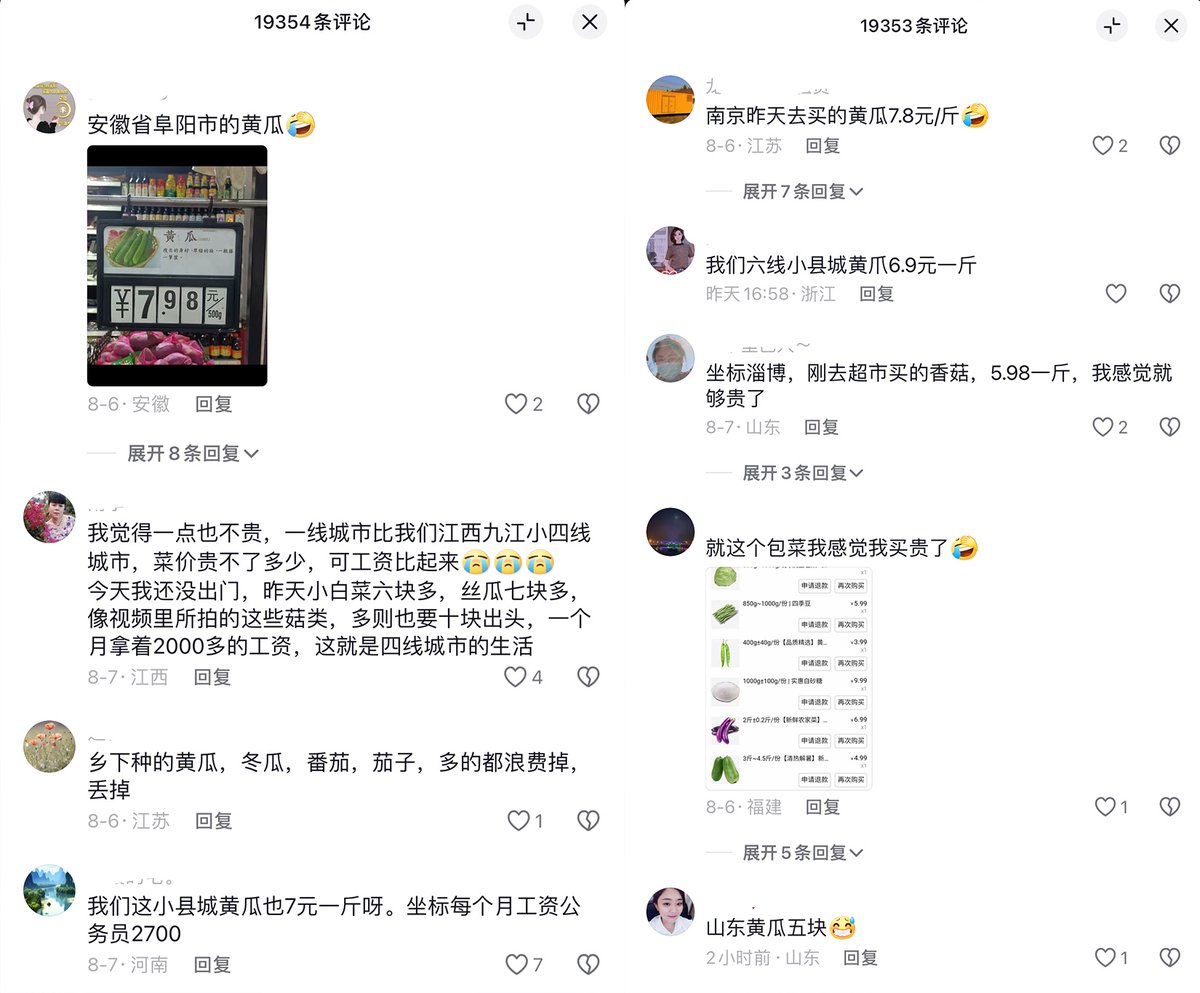 19354条评论
安徽省阜阳市的黄瓜🤣
黄瓜
¥7.98元/500g
8-6·安徽 回复
2
展开8条回复
我觉得一点也不贵，一线城市比我们江西九江小四线
城市，菜价贵不了多少，可工资比起来😭😭😭
今天我还没出门，昨天小白菜六块多，丝瓜七块多，
像视频里所拍的这些菇类，多则也要十块出头，一个
月拿着2000多的工资，这就是四线城市的生活
8-7·江西 回复
4
乡下种的黄瓜，冬瓜，番茄，茄子，多的都浪费掉，
丢掉
8-6·江苏 回复
1
我们这小县城黄瓜也7元一斤呀。坐标每个月工资公
务员2700
8-7·河南 回复
7
19353条评论
南京昨天去买的黄瓜7.8元/斤🤣
8-6·江苏 回复
2
展开7条回复
我们六线小县城黄瓜6.9元一斤
昨天16:58·浙江 回复
坐标淄博，刚去超市买的香菇，5.98一斤，我感觉就
够贵了
8-7·山东 回复
2
展开3条回复
就这个包菜我感觉我买贵了🤣
x1
申请退款 再次购买
850g~1000g/份 | 四季豆 ¥5.99
x1
申请退款 再次购买
400g±40g/份【品质精选】黄... ¥3.99
x1
申请退款 再次购买
1000g±100g/份 | 实惠白砂糖 ¥9.99
x1
申请退款 再次购买
2斤±0.2斤/份【新鲜农家菜】... ¥6.99
x1
申请退款 再次购买
3斤~4.5斤/份【清热解暑】新... ¥4.99
x1
申请退款 再次购买
8-6·福建 回复
1
展开5条回复
山东黄瓜五块😅
2小时前·山东 回复
1